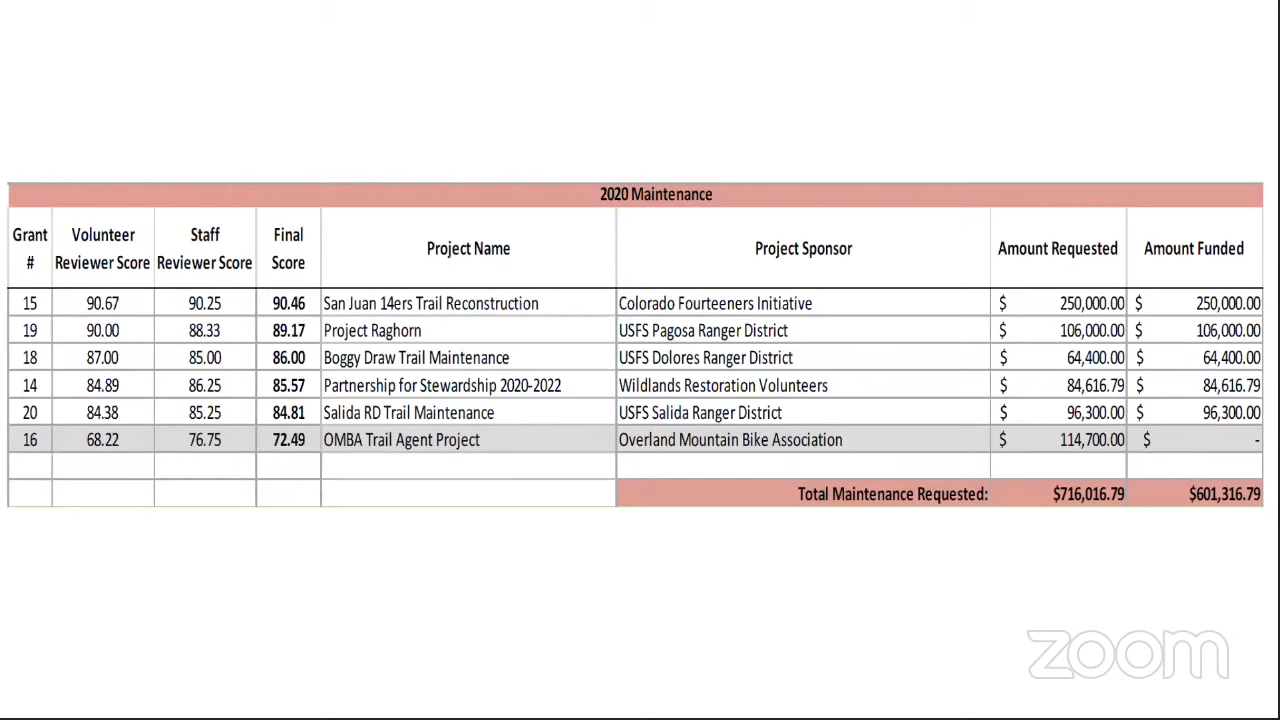 2020 Maintenance
Grant # Volunteer Reviewer Score Staff Reviewer Score Final Score Project Name Project Sponsor Amount Requested Amount Funded
15 90.67 90.25 90.46 San Juan 14ers Trail Reconstruction Colorado Fourteeners Initiative $ 250,000.00 $ 250,000.00
19 90.00 88.33 89.17 Project Raghorn USFS Pagosa Ranger District $ 106,000.00 $ 106,000.00
18 87.00 85.00 86.00 Boggy Draw Trail Maintenance USFS Dolores Ranger District $ 64,400.00 $ 64,400.00
14 84.89 86.25 85.57 Partnership for Stewardship 2020-2022 Wildlands Restoration Volunteers $ 84,616.79 $ 84,616.79
20 84.38 85.25 84.81 Salida RD Trail Maintenance USFS Salida Ranger District $ 96,300.00 $ 96,300.00
16 68.22 76.75 72.49 OMBA Trail Agent Project Overland Mountain Bike Association $ 114,700.00 $ -
Total Maintenance Requested: $716,016.79 $601,316.79
zoom